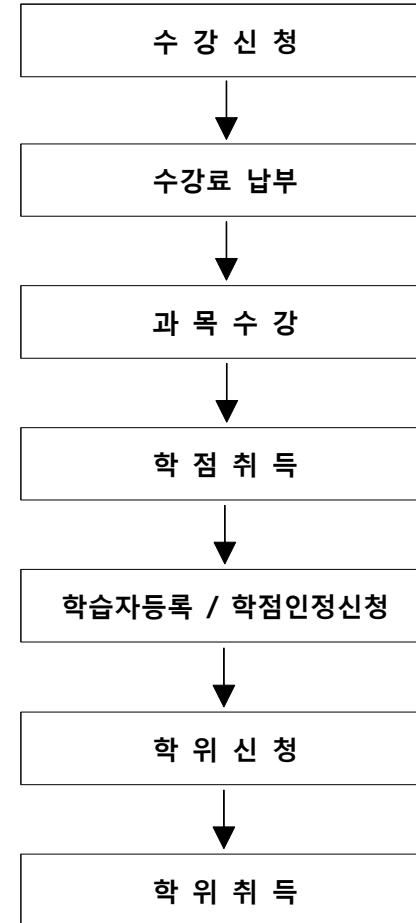 수 강 신 청
수강료 납부
과 목 수 강
학 점 취 득
학습자등록 / 학점인정신청
학 위 신 청
학 위 취 득